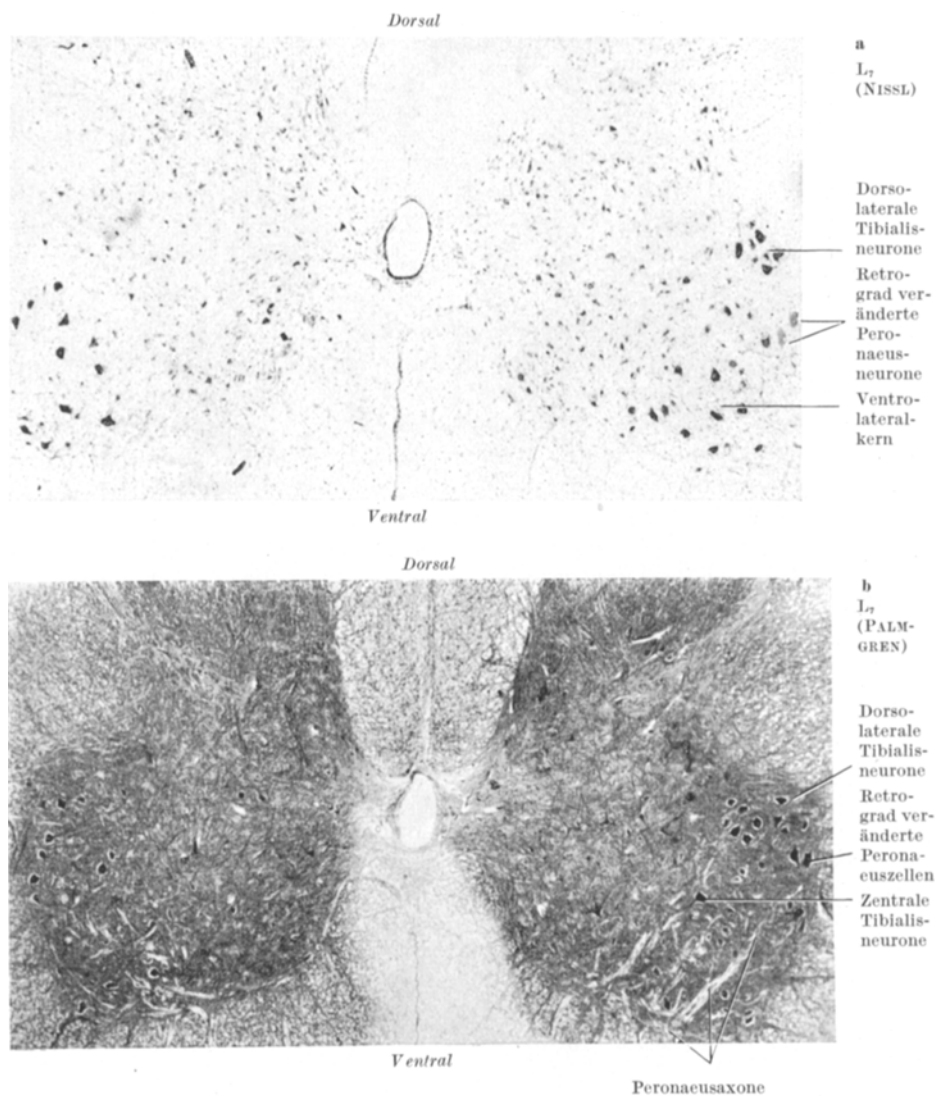 Dorsal
a
L₇
(NISSL)
Dorso-
laterale
Tibialis-
neurone
Retro-
grad ver-
änderte
Pero-
naeus-
neurone
Ventro-
lateral-
kern
Ventral
Dorsal
b
L₇
(PALM-
GREN)
Dorso-
laterale
Tibialis-
neurone
Retro-
grad ver-
änderte
Perona-
euszellen
Zentrale
Tibialis-
neurone
Ventral
Peronaeusaxone